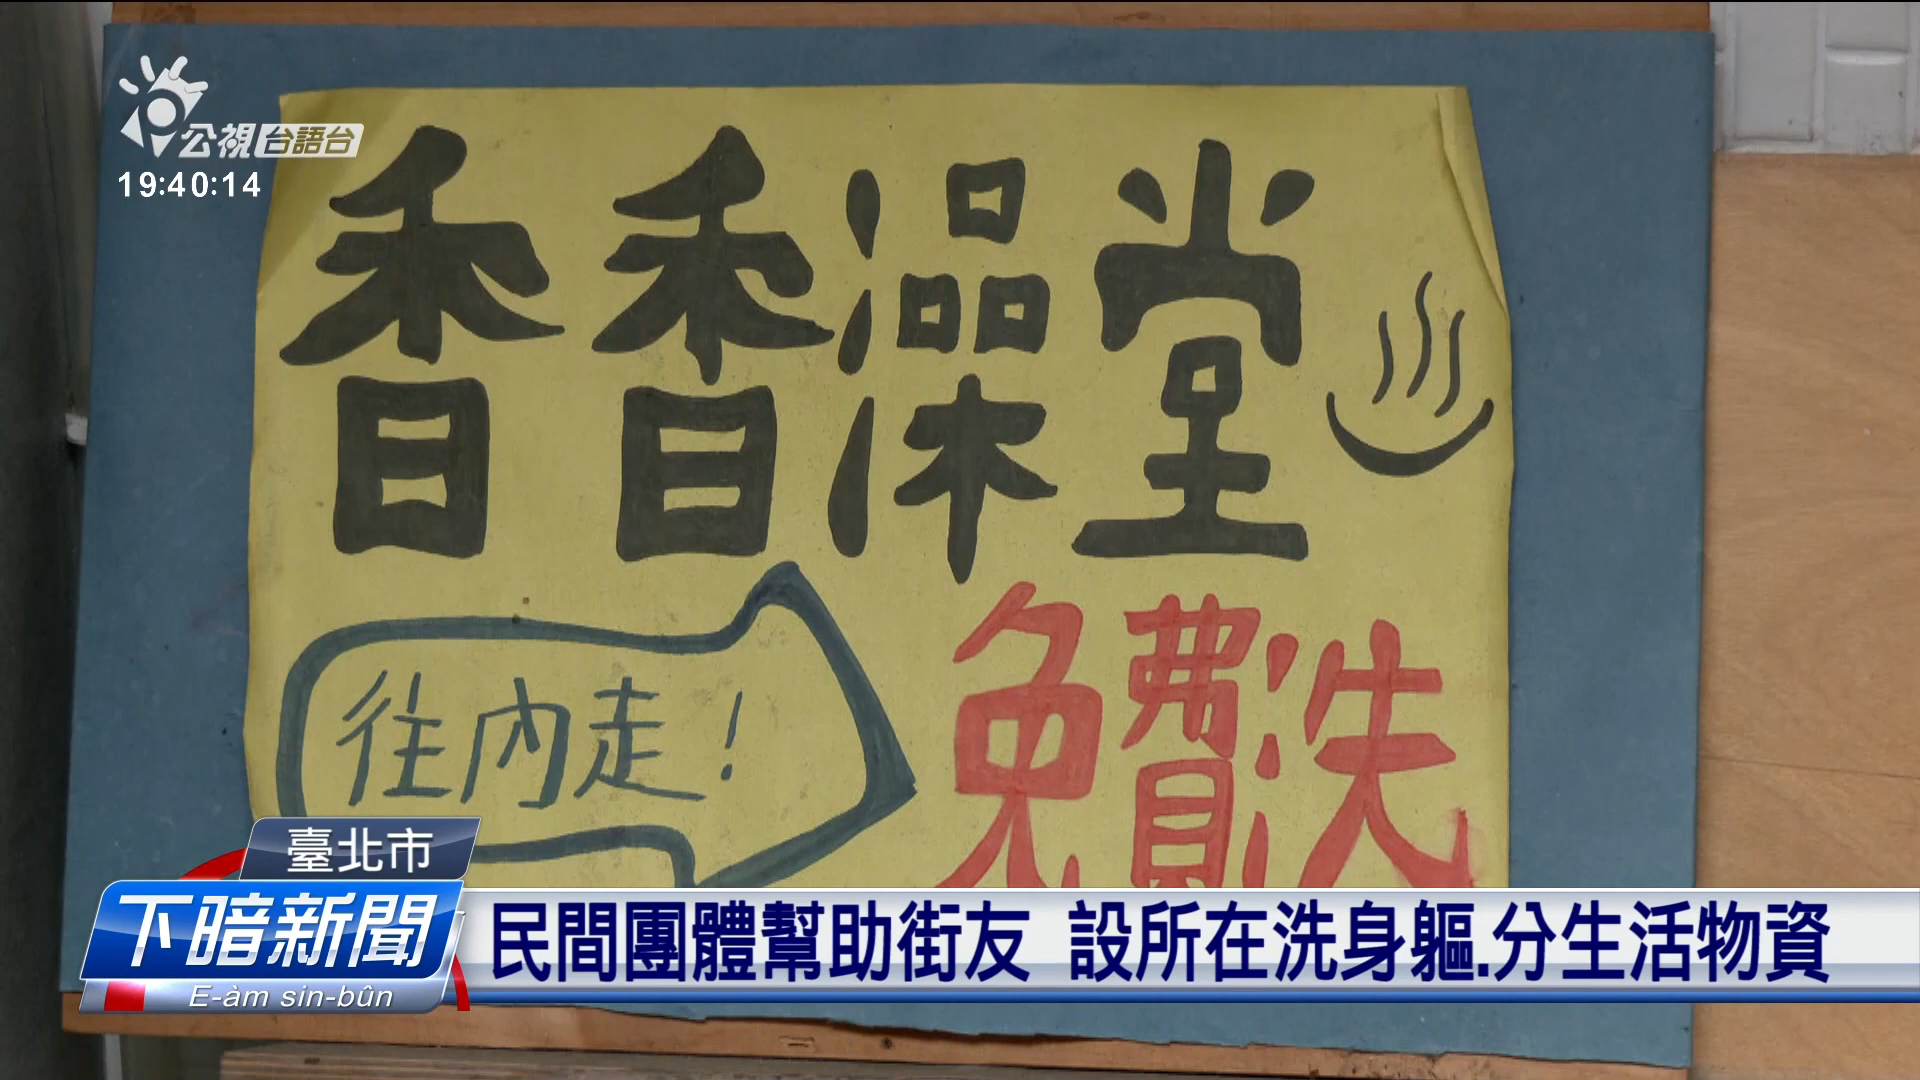 公視台語台
19:40:14
香香澡堂
往內走！
免費洗
臺北市
下暗新聞
E-àm sin-bûn
民間團體幫助街友 設所在洗身軀.分生活物資